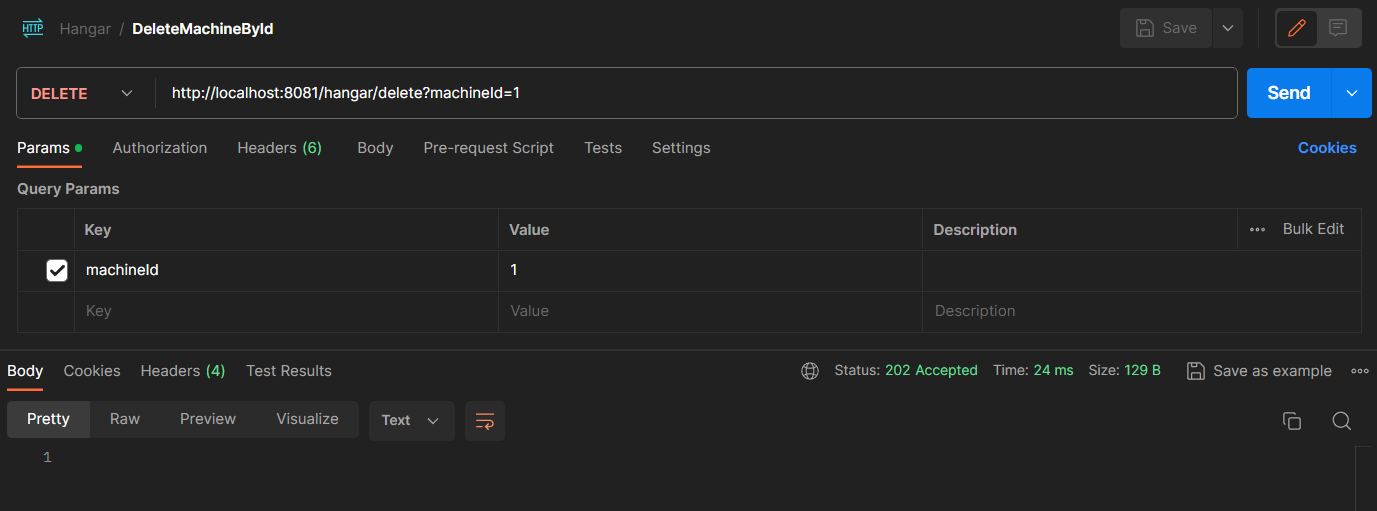 HTTP Hangar / DeleteMachineById Save
DELETE http://localhost:8081/hangar/delete?machineId=1 Send
Params Authorization Headers (6) Body Pre-request Script Tests Settings Cookies
Query Params
Key Value Description Bulk Edit
machineId 1
Key Value Description
Body Cookies Headers (4) Test Results Status: 202 Accepted Time: 24 ms Size: 129 B Save as example
Pretty Raw Preview Visualize Text
1